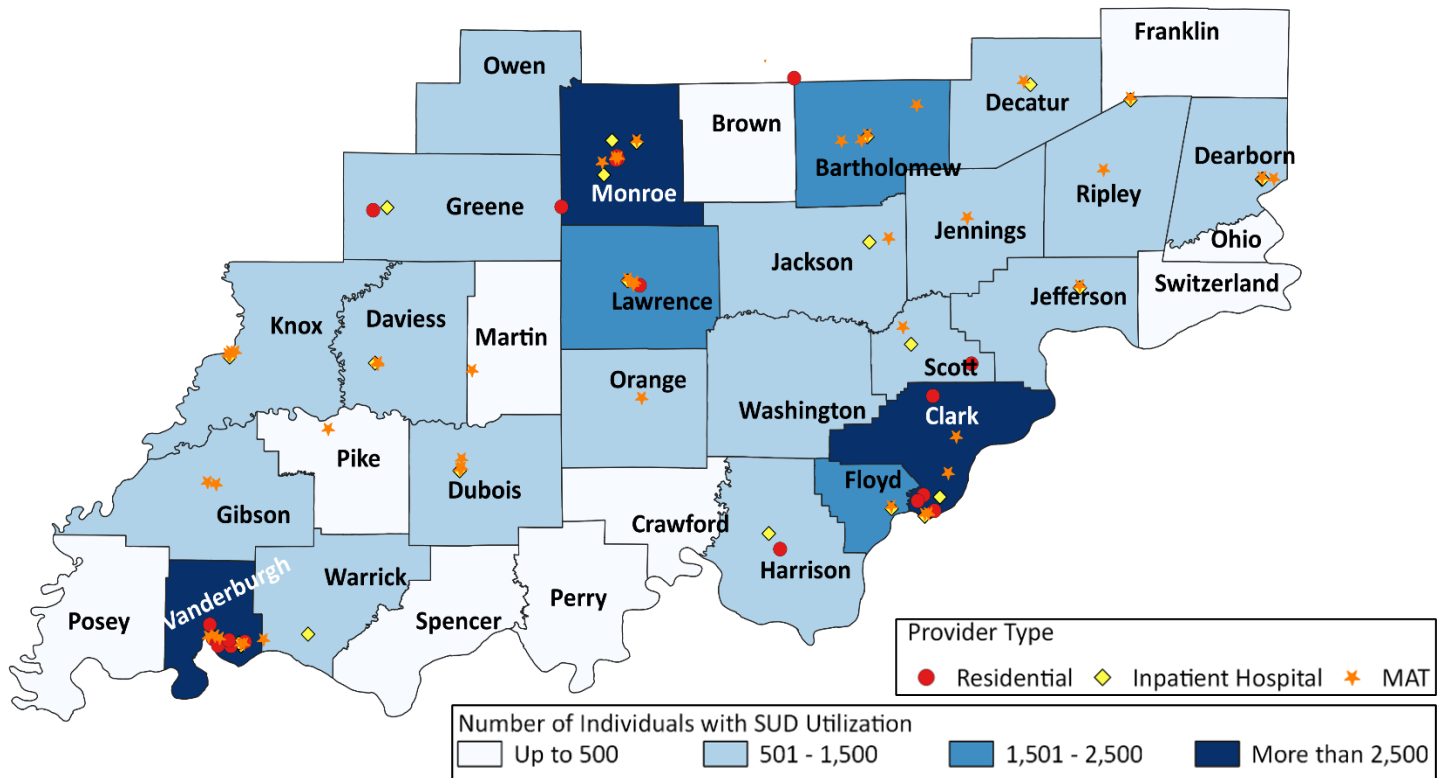 Franklin
Owen
Decatur
Brown
Bartholomew
Dearborn
Monroe
Ripley
Greene
Jennings
Ohio
Jackson
Switzerland
Lawrence
Jefferson
Knox
Daviess
Martin
Scott
Orange
Washington
Clark
Pike
Floyd
Dubois
Gibson
Crawford
Harrison
Vanderburgh
Warrick
Perry
Posey
Spencer
Provider Type
Residential Inpatient Hospital MAT
Number of Individuals with SUD Utilization
Up to 500 501 - 1,500 1,501 - 2,500 More than 2,500